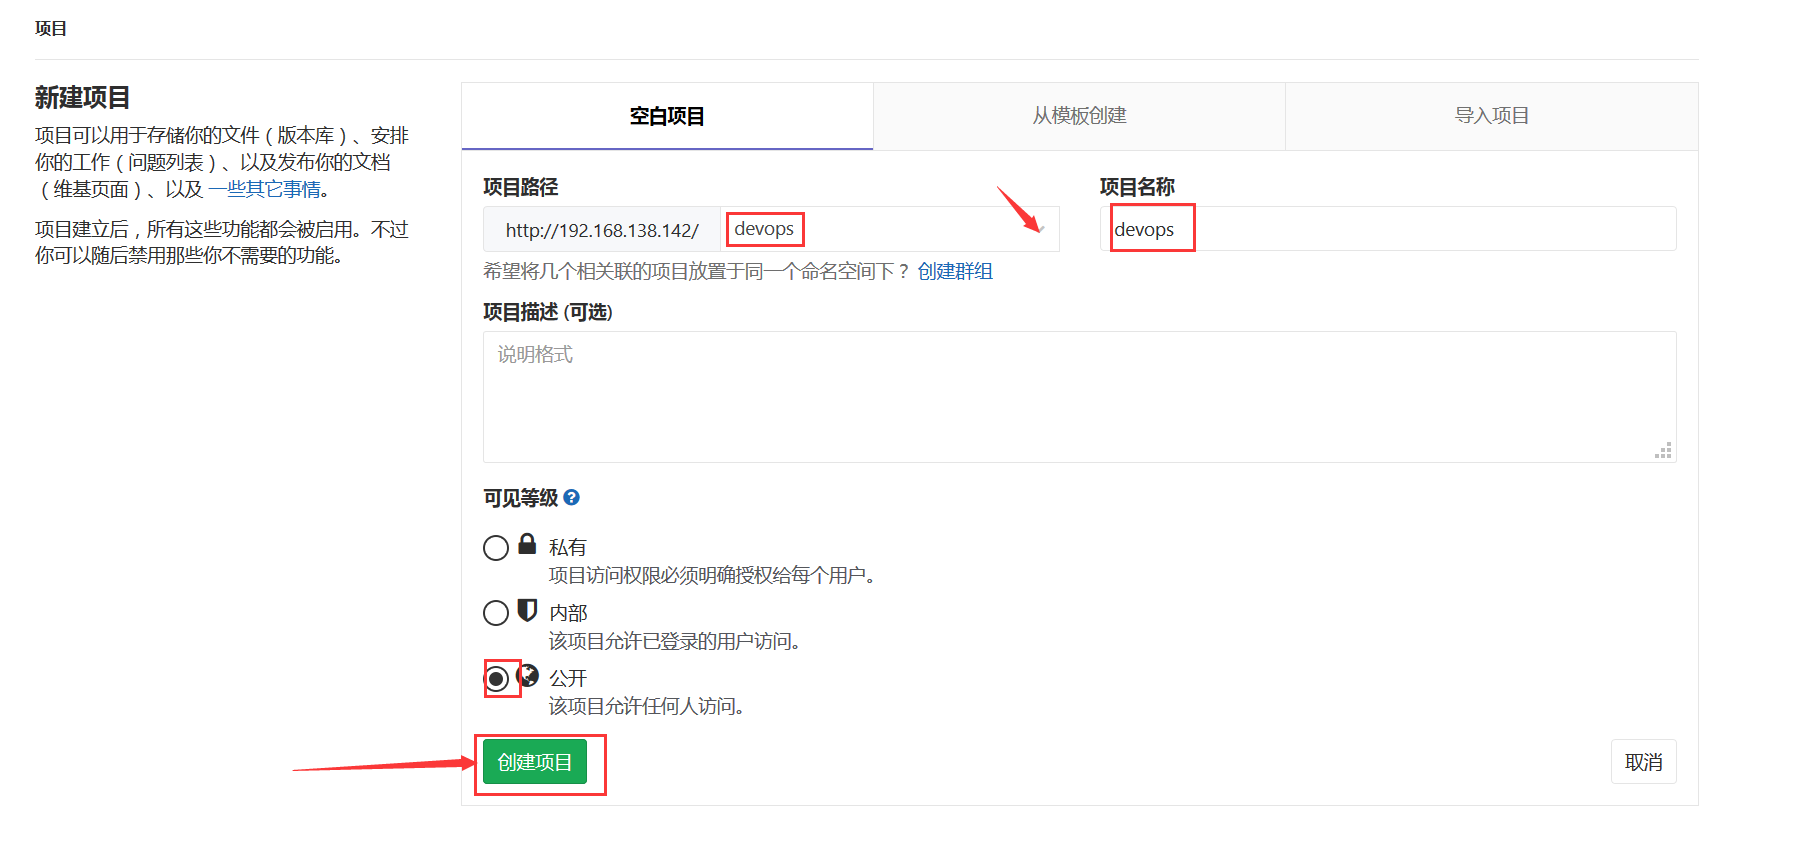 项目
新建项目
项目可以用于存储你的文件 ( 版本库 ) 、安排
你的工作 ( 问题列表 ) 、以及发布你的文档
( 维基页面 ) 、以及 一些其它事情。
项目建立后，所有这些功能都会被启用。不过
你可以随后禁用那些你不需要的功能。
空白项目
从模板创建
导入项目
项目路径
项目名称
http://192.168.138.142/
devops
devops
希望将几个相关联的项目放置于同一个命名空间下 ？ 创建群组
项目描述 (可选)
说明格式
可见等级 ?
私有
项目访问权限必须明确授权给每个用户。
内部
该项目允许已登录的用户访问。
公开
该项目允许任何人访问。
创建项目
取消